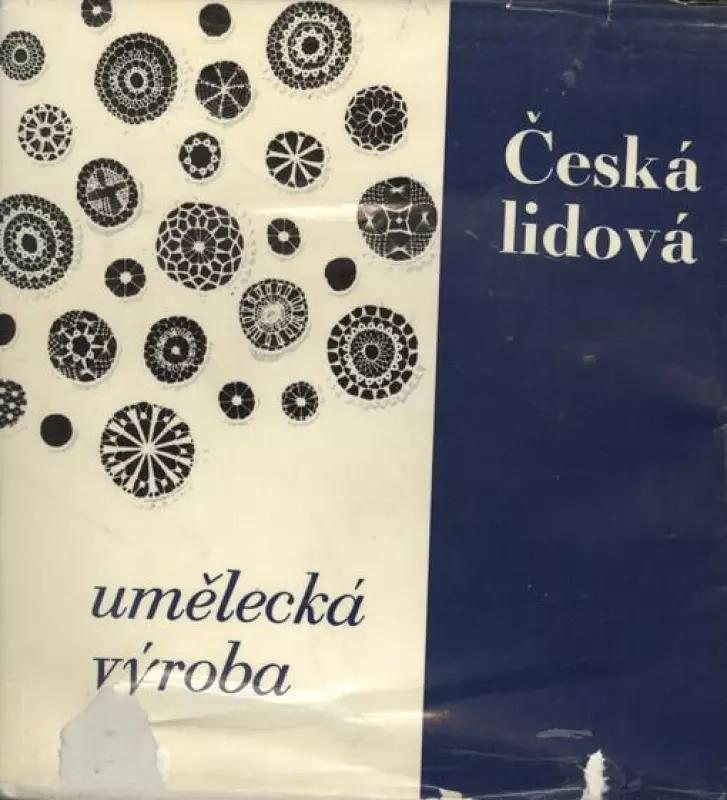 Česká
lidová
umělecká
výroba